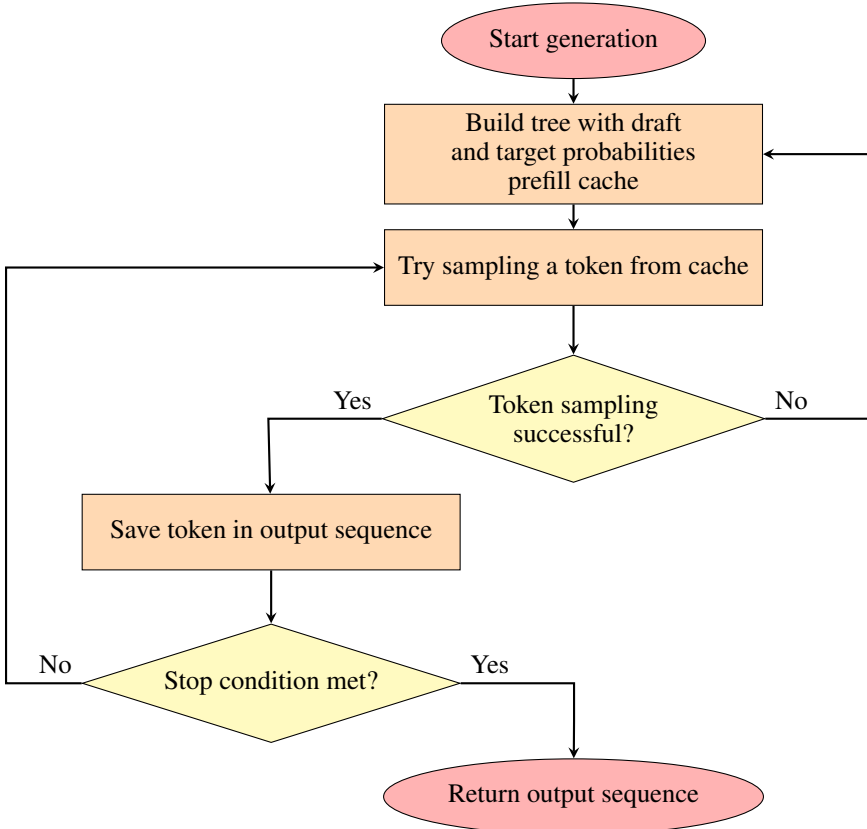 Start generation
Build tree with draft
and target probabilities
prefill cache
Try sampling a token from cache
Yes
Token sampling
successful?
No
Save token in output sequence
No
Stop condition met?
Yes
Return output sequence